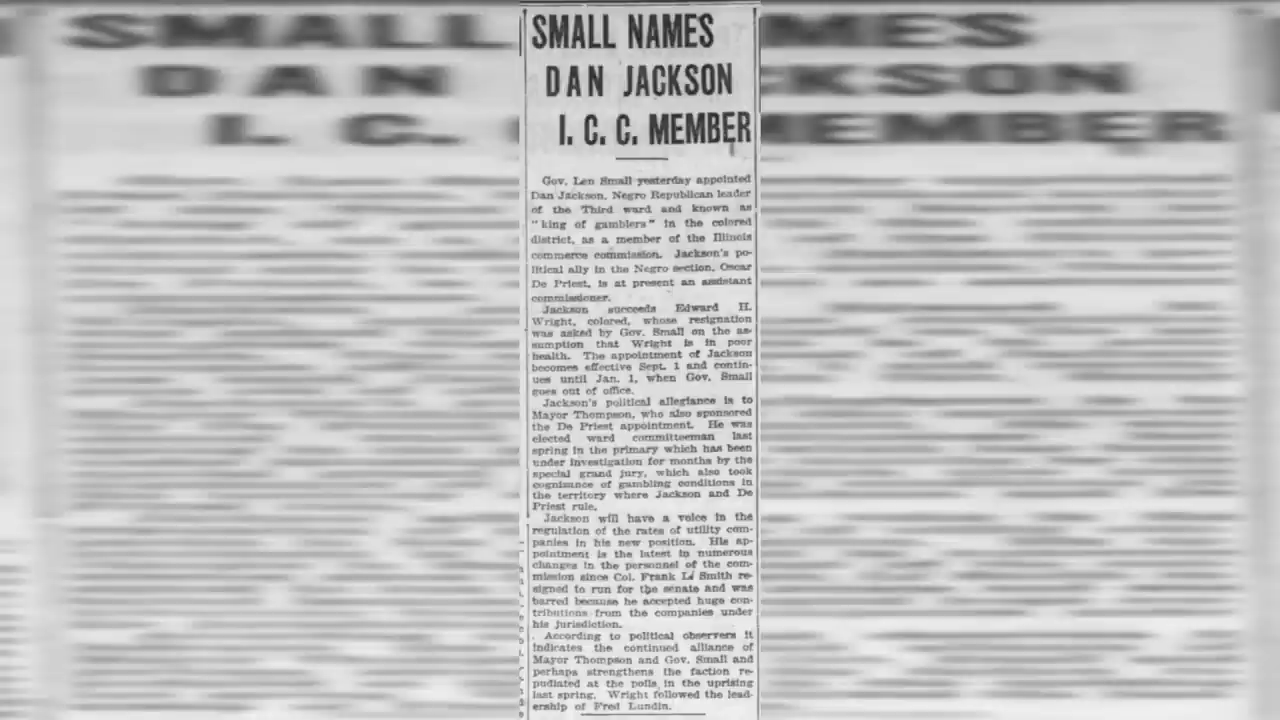 SMALL NAMES
DAN JACKSON
I. C. C. MEMBER
Gov. Len Small yesterday appointed
Dan Jackson, Negro Republican leader
of the Third ward and known as
"king of gamblers" in the colored
district, as a member of the Illinois
commerce commission. Jackson's po-
litical ally in the Negro section, Oscar
De Priest, is at present an assistant
commissioner.
Jackson succeeds Edward H.
Wright, colored, whose resignation
was asked by Gov. Small on the as-
sumption that Wright is in poor
health. The appointment of Jackson
becomes effective Sept. 1 and contin-
ues until Jan. 1, when Gov. Small
goes out of office.
Jackson's political allegiance is to
Mayor Thompson, who also sponsored
the De Priest appointment. He was
elected ward committeeman last
spring in the primary which has been
under investigation for months by the
special grand jury, which also took
cognizance of gambling conditions in
the territory where Jackson and De
Priest rule.
Jackson will have a voice in the
regulation of the rates of utility com-
panies in his new position. His ap-
pointment is the latest in numerous
changes in the personnel of the com-
mission since Col. Frank L. Smith re-
signed to run for the senate and was
barred because he accepted huge con-
tributions from the companies under
his jurisdiction.
According to political observers it
indicates the continued alliance of
Mayor Thompson and Gov. Small and
perhaps strengthens the faction re-
pudiated at the polls in the uprising
last spring. Wright followed the lead-
ership of Fred Lundin.